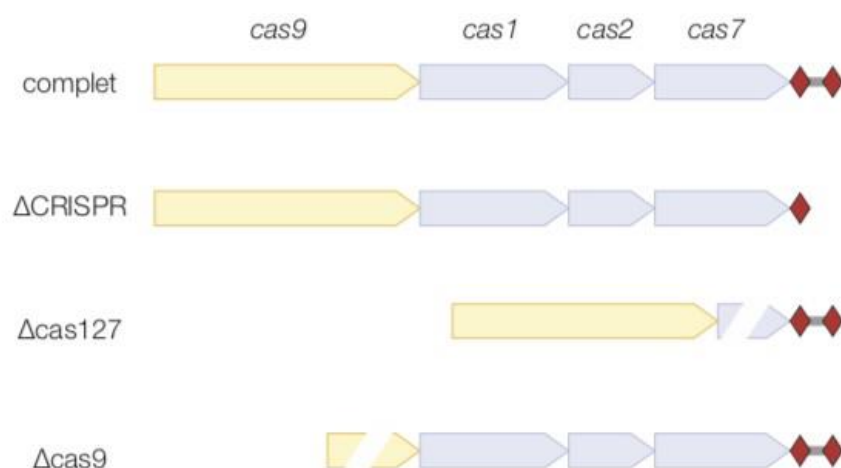 cas9 cas1 cas2 cas7
complet
ΔCRISPR
Δcas127
Δcas9